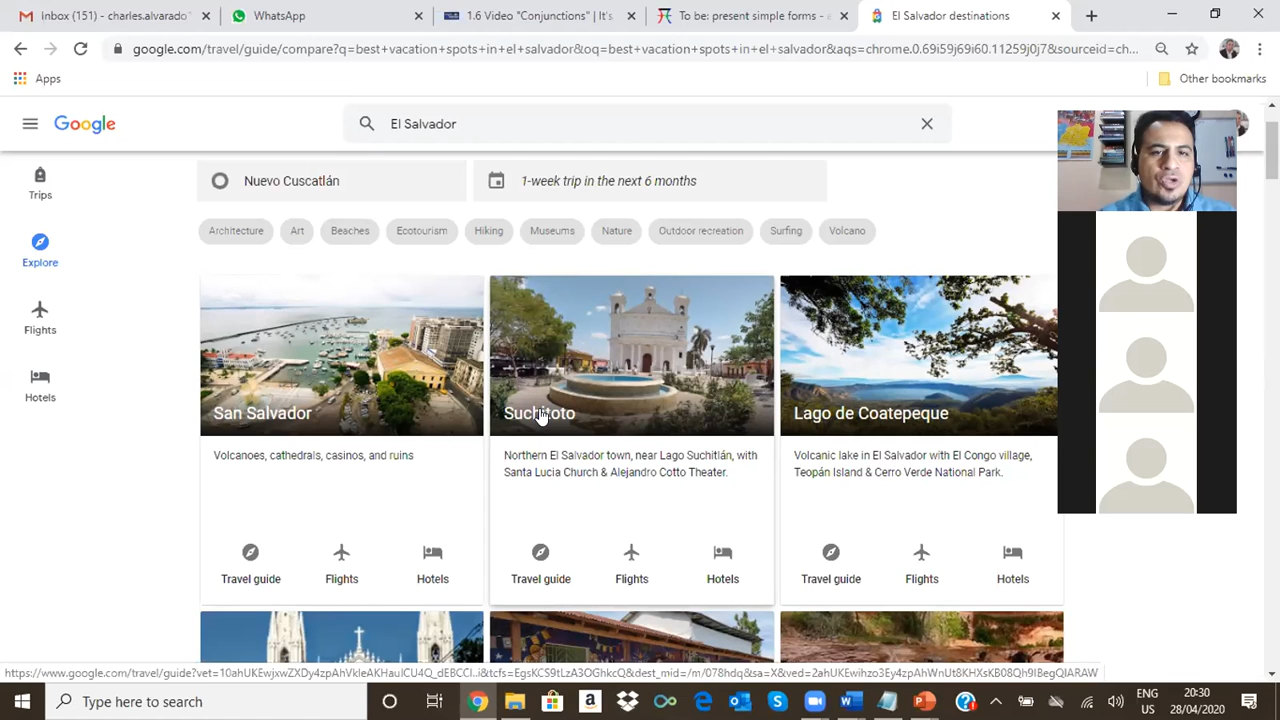 Inbox (151) - charles.alvarado"
WhatsApp
1.6 Video "Conjunctions" | It's
To be: present simple forms - e
El Salvador destinations
google.com/travel/guide/compare?q=best+vacation+spots+in+el+salvador&oq=best+vacation+spots+in+el+salvador&aqs=chrome.0.69i59j69i60.11259j0j7&sourceid=ch...
Apps
Other bookmarks
Google
El Salvador
Trips
Nuevo Cuscatlán
1-week trip in the next 6 months
Architecture
Art
Beaches
Ecotourism
Hiking
Museums
Nature
Outdoor recreation
Surfing
Volcano
Explore
Flights
Hotels
San Salvador
Suchitoto
Lago de Coatepeque
Volcanoes, cathedrals, casinos, and ruins
Northern El Salvador town, near Lago Suchitlán, with
Santa Lucia Church & Alejandro Cotto Theater.
Volcanic lake in El Salvador with El Congo village,
Teopán Island & Cerro Verde National Park.
Travel guide
Flights
Hotels
Travel guide
Flights
Hotels
Travel guide
Flights
Hotels
Type here to search
ENG
US
20:30
28/04/2020